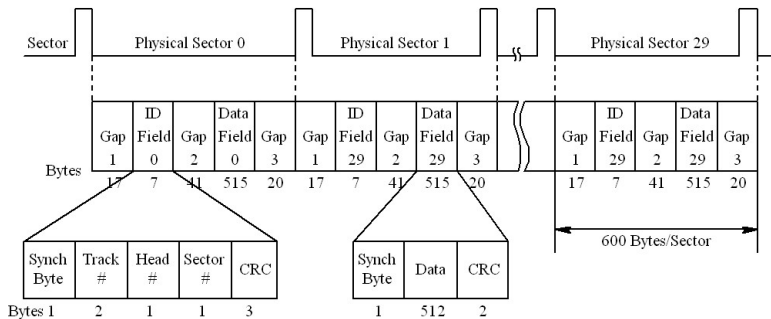 Sector Physical Sector 0 Physical Sector 1 Physical Sector 29
ID Data ID Data ID Data
Gap Field Gap Field Gap Gap Field Gap Field Gap Gap Field Gap Field Gap
1 0 2 0 3 1 29 2 29 3 1 29 2 29 3
Bytes 17 7 41 515 20 17 7 41 515 20 17 7 41 515 20
600 Bytes/Sector
Synch Track Head Sector CRC Synch Data CRC
Byte # # # Byte
Bytes 1 2 1 1 3 1 512 2